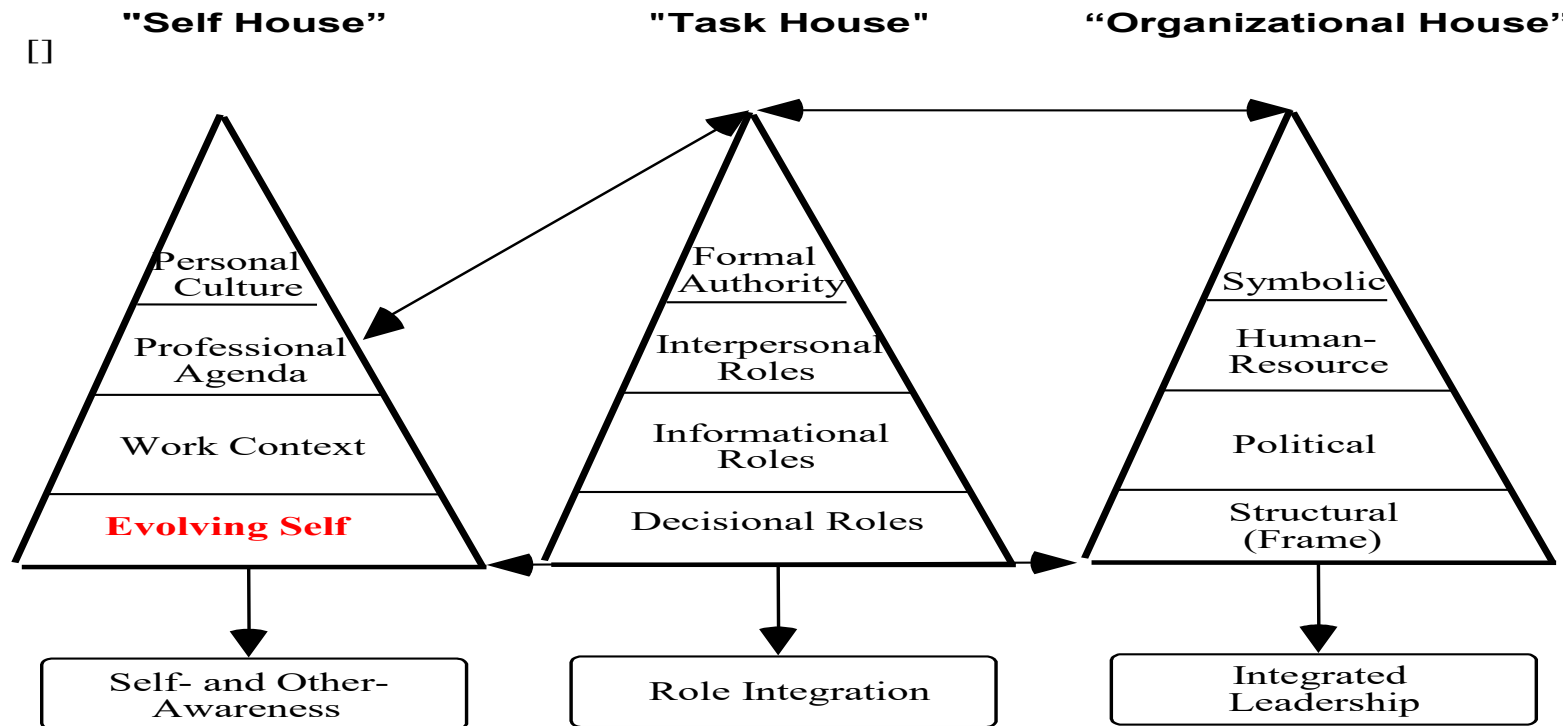 "Self House”
"Task House"
“Organizational House”
[]
Personal
Culture
Professional
Agenda
Work Context
Evolving Self
Self- and Other-
Awareness
Formal
Authority
Interpersonal
Roles
Informational
Roles
Decisional Roles
Role Integration
Symbolic
Human-
Resource
Political
Structural
(Frame)
Integrated
Leadership